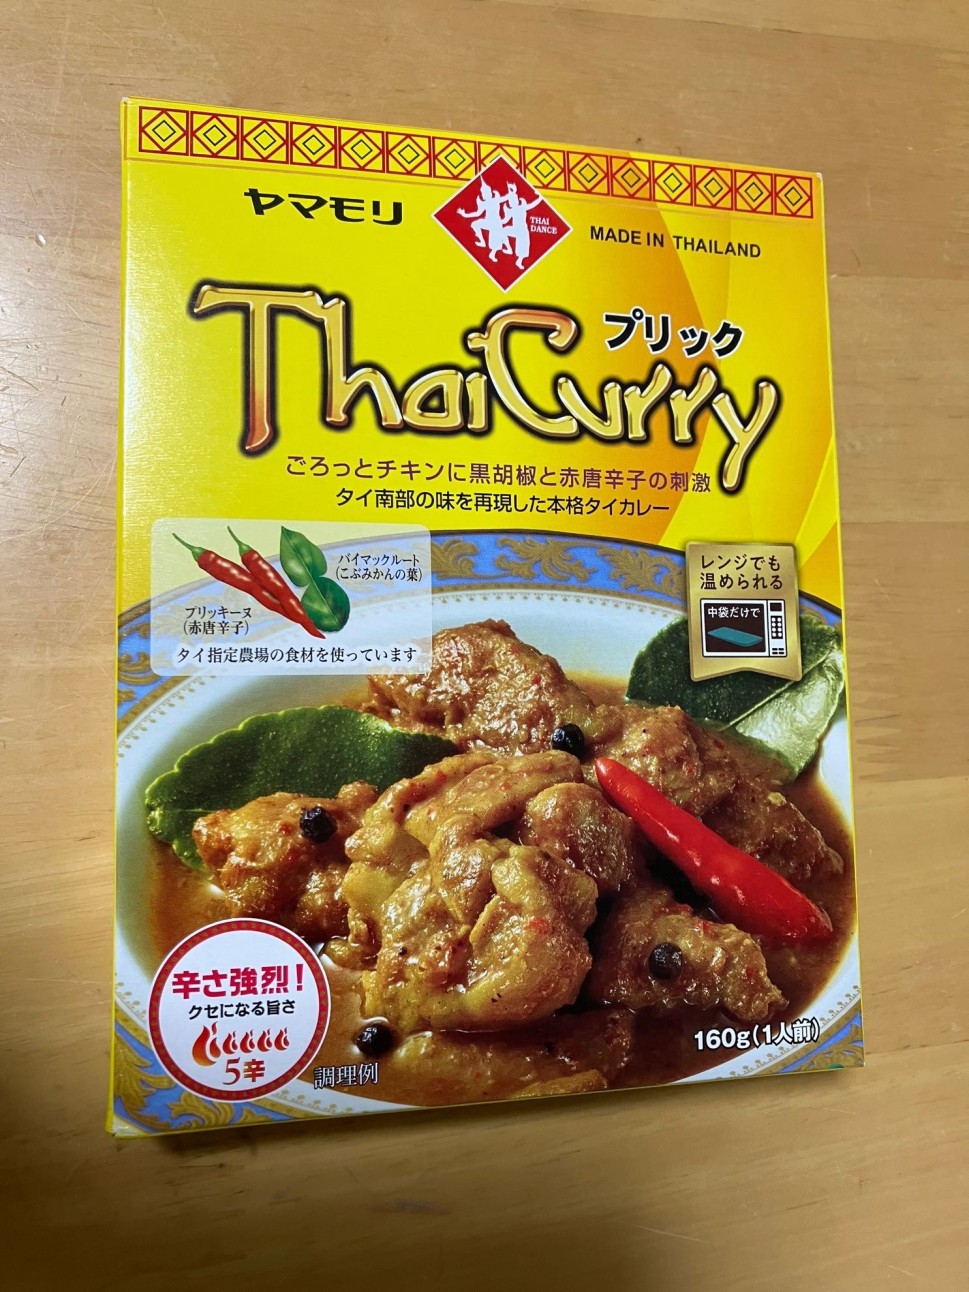 ヤマモリ
THAI
DANCE
MADE IN THAILAND
プリック
Thai Curry
ごろっとチキンに黒胡椒と赤唐辛子の刺激
タイ南部の味を再現した本格タイカレー
バイマックルート
(こぶみかんの葉)
プリッキーヌ
(赤唐辛子)
タイ指定農場の食材を使っています
レンジでも
温められる
中袋だけで
辛さ強烈!
クセになる旨さ
5辛
調理例
160g(1人前)